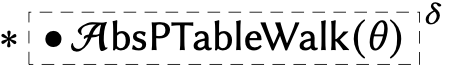 ∗ ● 𝒜bsPTableWalk(θ) δ